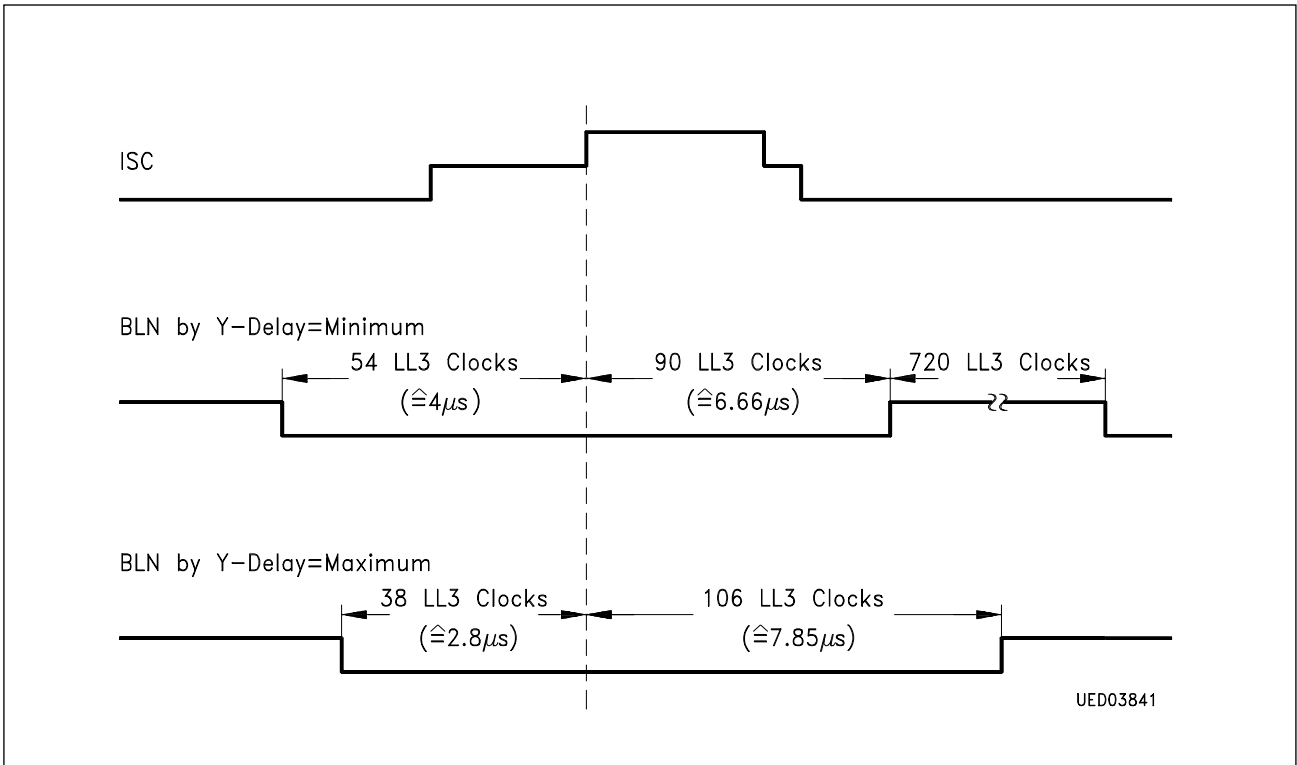 ISC
BLN by Y-Delay=Minimum
54 LL3 Clocks
90 LL3 Clocks
720 LL3 Clocks
(≙4μs)
(≙6.66μs)
BLN by Y-Delay=Maximum
38 LL3 Clocks
106 LL3 Clocks
(≙2.8μs)
(≙7.85μs)
UED03841